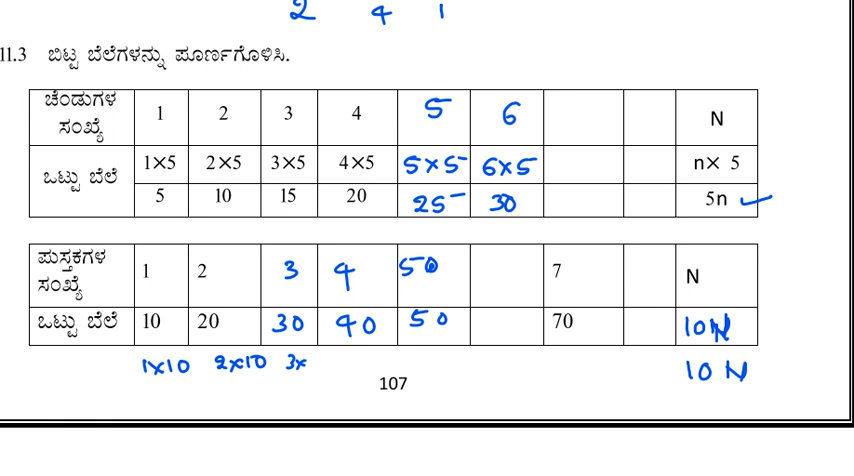 2 4 1
11.3 ಬಿಟ್ಟ ಬೆಲೆಗಳನ್ನು ಪೂರ್ಣಗೊಳಿಸಿ.
ಚೆಂಡುಗಳ ಸಂಖ್ಯೆ 1 2 3 4 5 6 N
ಒಟ್ಟು ಬೆಲೆ 1×5 2×5 3×5 4×5 5×5 6×5 n× 5
5 10 15 20 25 30 5n
ಪುಸ್ತಕಗಳ ಸಂಖ್ಯೆ 1 2 3 4 50 7 N
ಒಟ್ಟು ಬೆಲೆ 10 20 30 40 50 70 10N
1×10 2×10 3× 10 N
107